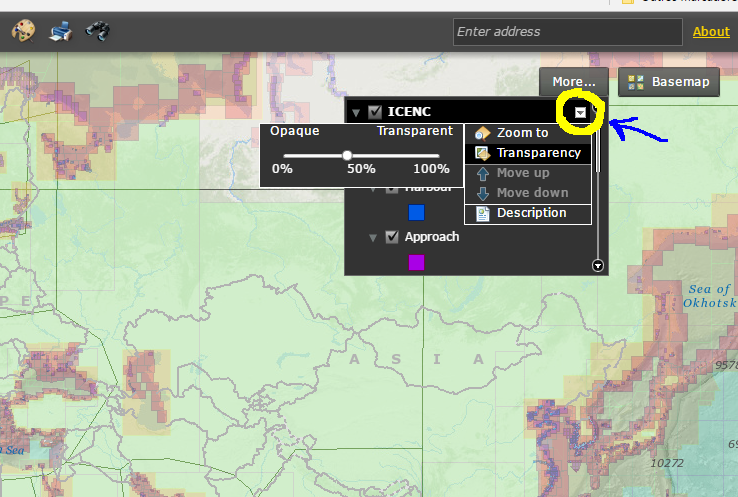 Enter address
About
More...
Basemap
ICENC
Opaque
Transparent
0%
50%
100%
Zoom to
Transparency
Move up
Move down
Description
Harbour
Approach
P E
A S I A
Sea of
Okhotsk
9578
10272
Sea